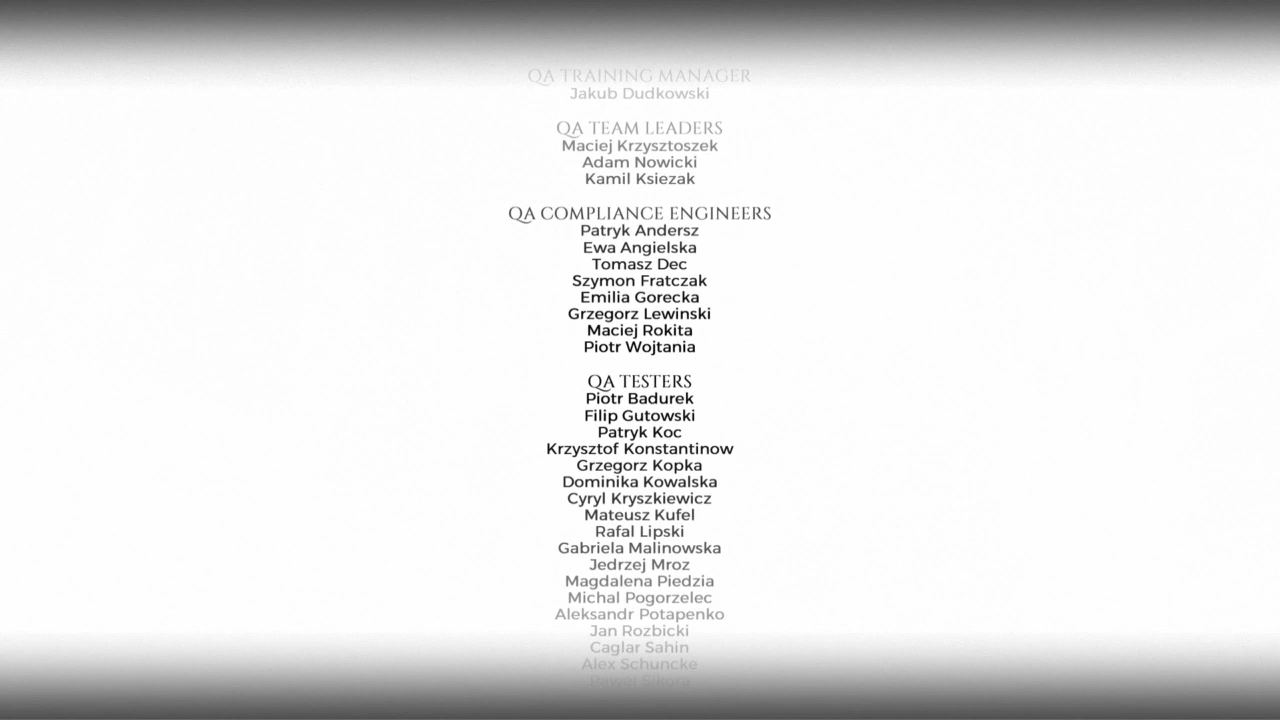 QA TRAINING MANAGER
Jakub Dudkowski
QA TEAM LEADERS
Maciej Krzysztoszek
Adam Nowicki
Kamil Ksiezak
QA COMPLIANCE ENGINEERS
Patryk Andersz
Ewa Angielska
Tomasz Dec
Szymon Fratczak
Emilia Gorecka
Grzegorz Lewinski
Maciej Rokita
Piotr Wojtania
QA TESTERS
Piotr Badurek
Filip Gutowski
Patryk Koc
Krzysztof Konstantinow
Grzegorz Kopka
Dominika Kowalska
Cyryl Kryszkiewicz
Mateusz Kufel
Rafal Lipski
Gabriela Malinowska
Jedrzej Mroz
Magdalena Piedzia
Michal Pogorzelec
Aleksandr Potapenko
Jan Rozbicki
Caglar Sahin
Alex Schuncke
Pawel Sikora